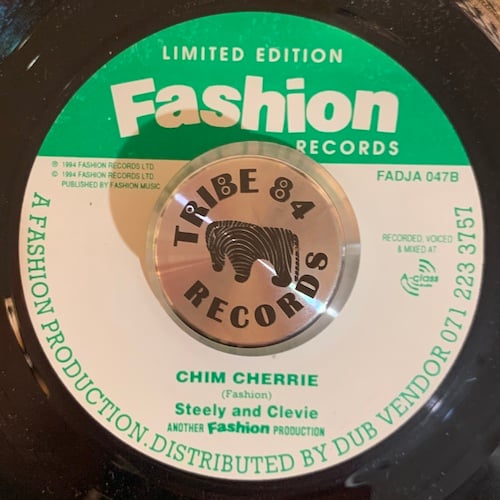 LIMITED EDITION
Fashion
RECORDS
℗ 1994 FASHION RECORDS LTD.
© 1994 FASHION RECORDS LTD.
PUBLISHED BY FASHION MUSIC
FADJA 047B
RECORDED, VOICED
& MIXED AT
A-class
studio
TRIBE 84
RECORDS
CHIM CHERRIE
(Fashion)
Steely and Clevie
ANOTHER Fashion PRODUCTION
A FASHION PRODUCTION. DISTRIBUTED BY DUB VENDOR 071 223 3757